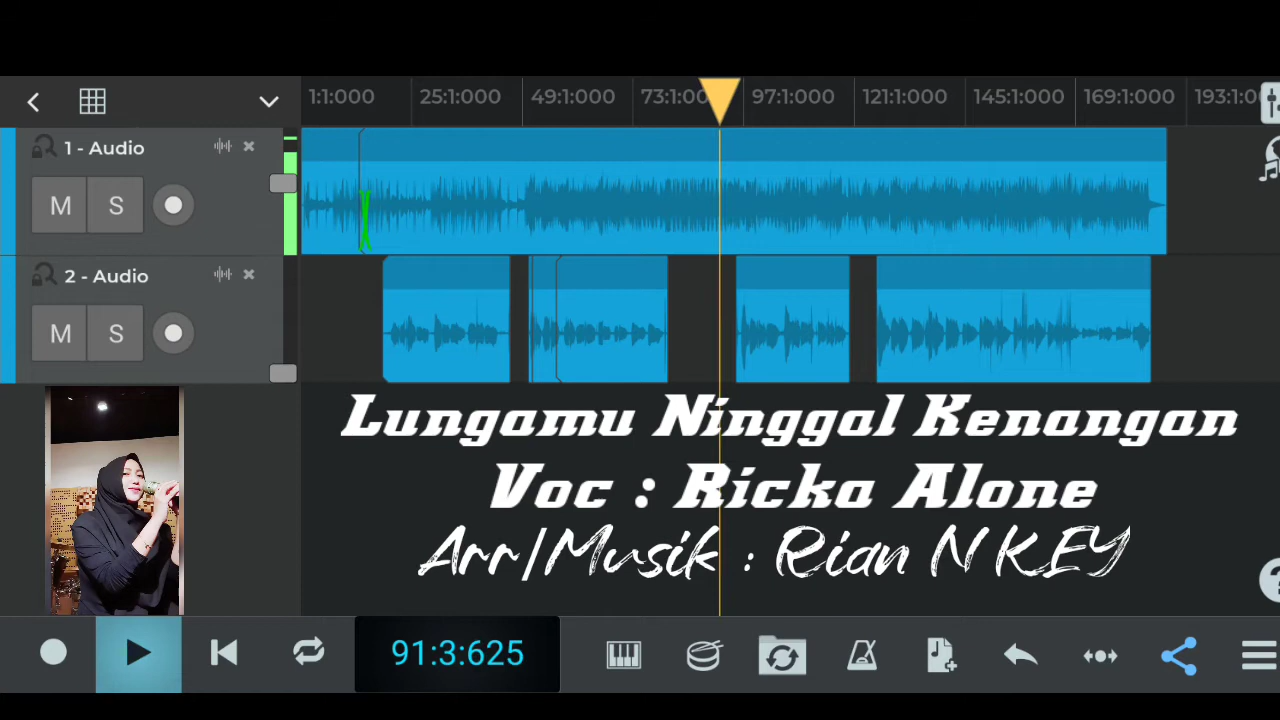 1:1:000 25:1:000 49:1:000 73:1:00 97:1:000 121:1:000 145:1:000 169:1:000 193:1:0
1 - Audio
M S
2 - Audio
M S
Lungamu Ninggal Kenangan
Voc : Ricka Alone
Arr/Musik : Rian N KEY
91:3:625